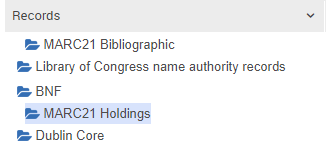 Records
MARC21 Bibliographic
Library of Congress name authority records
BNF
MARC21 Holdings
Dublin Core